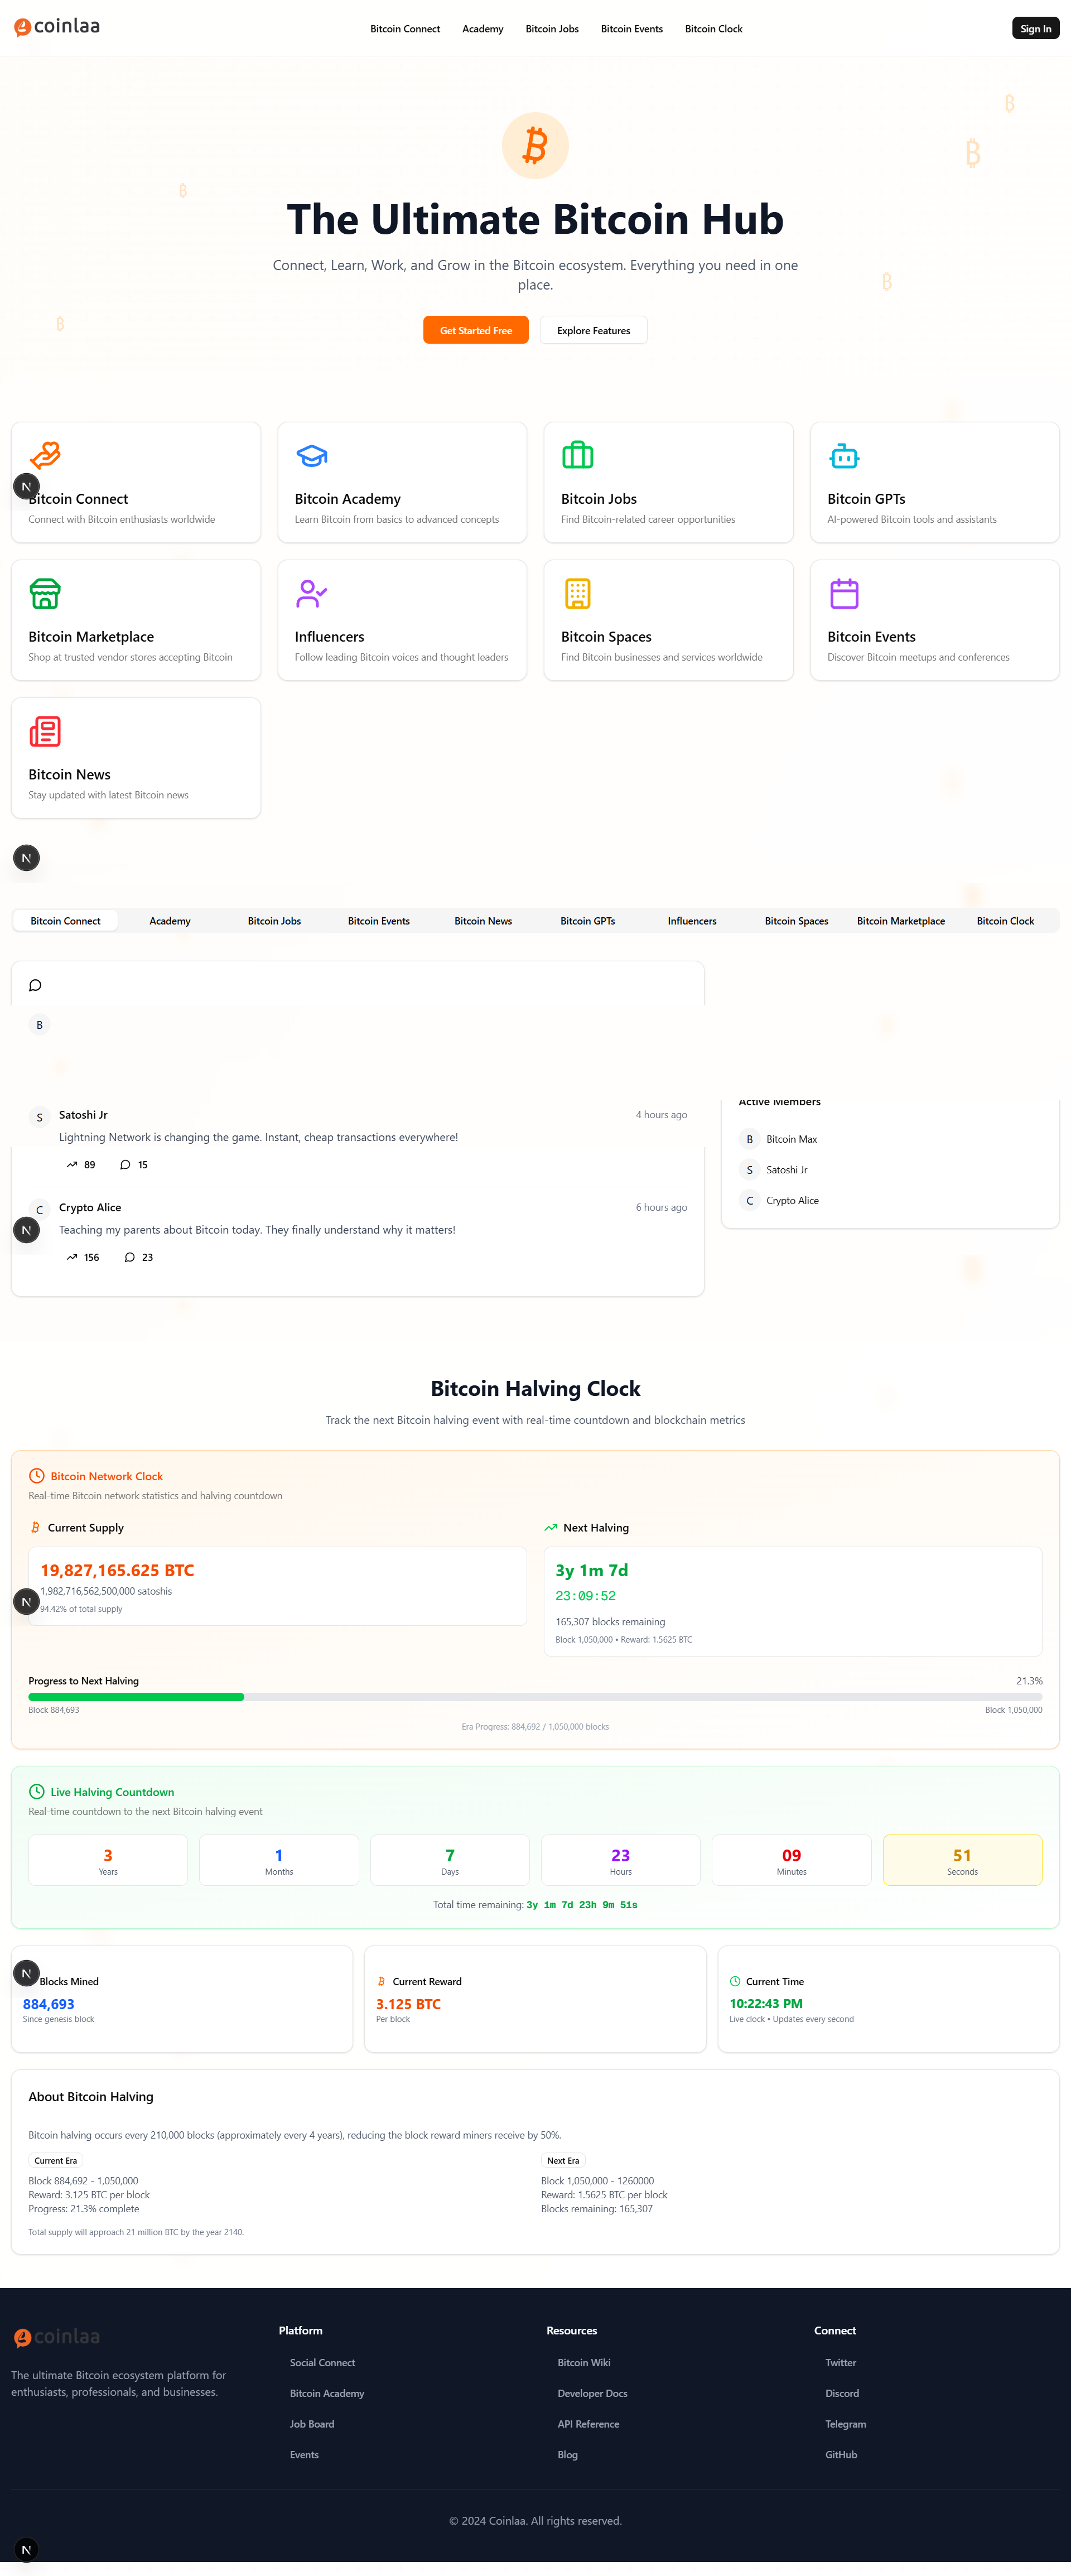 coinlaa
Bitcoin Connect Academy Bitcoin Jobs Bitcoin Events Bitcoin Clock
Sign In
The Ultimate Bitcoin Hub
Connect, Learn, Work, and Grow in the Bitcoin ecosystem. Everything you need in one
place.
Get Started Free Explore Features
Bitcoin Connect
Connect with Bitcoin enthusiasts worldwide
Bitcoin Academy
Learn Bitcoin from basics to advanced concepts
Bitcoin Jobs
Find Bitcoin-related career opportunities
Bitcoin GPTs
AI-powered Bitcoin tools and assistants
N
Bitcoin Marketplace
Shop at trusted vendor stores accepting Bitcoin
Influencers
Follow leading Bitcoin voices and thought leaders
Bitcoin Spaces
Find Bitcoin businesses and services worldwide
Bitcoin Events
Discover Bitcoin meetups and conferences
Bitcoin News
Stay updated with latest Bitcoin news
N
Bitcoin Connect Academy Bitcoin Jobs Bitcoin Events Bitcoin News Bitcoin GPTs Influencers Bitcoin Spaces Bitcoin Marketplace Bitcoin Clock
B
S Satoshi Jr 4 hours ago
Lightning Network is changing the game. Instant, cheap transactions everywhere!
89 15
C Crypto Alice 6 hours ago
Teaching my parents about Bitcoin today. They finally understand why it matters!
156 23
N
Active Members
B Bitcoin Max
S Satoshi Jr
C Crypto Alice
Bitcoin Halving Clock
Track the next Bitcoin halving event with real-time countdown and blockchain metrics
Bitcoin Network Clock
Real-time Bitcoin network statistics and halving countdown
Current Supply
19,827,165.625 BTC
1,982,716,562,500,000 satoshis
94.42% of total supply
N
Next Halving
3y 1m 7d
23:09:52
165,307 blocks remaining
Block 1,050,000 • Reward: 1.5625 BTC
Progress to Next Halving 21.3%
Block 884,693 Block 1,050,000
Era Progress: 884,692 / 1,050,000 blocks
Live Halving Countdown
Real-time countdown to the next Bitcoin halving event
3 1 7 23 09 51
Years Months Days Hours Minutes Seconds
Total time remaining: 3y 1m 7d 23h 9m 51s
N
Blocks Mined
884,693
Since genesis block
Current Reward
3.125 BTC
Per block
Current Time
10:22:43 PM
Live clock • Updates every second
About Bitcoin Halving
Bitcoin halving occurs every 210,000 blocks (approximately every 4 years), reducing the block reward miners receive by 50%.
Current Era
Block 884,692 - 1,050,000
Reward: 3.125 BTC per block
Progress: 21.3% complete
Next Era
Block 1,050,000 - 1260000
Reward: 1.5625 BTC per block
Blocks remaining: 165,307
Total supply will approach 21 million BTC by the year 2140.
coinlaa
The ultimate Bitcoin ecosystem platform for
enthusiasts, professionals, and businesses.
Platform
Social Connect
Bitcoin Academy
Job Board
Events
Resources
Bitcoin Wiki
Developer Docs
API Reference
Blog
Connect
Twitter
Discord
Telegram
GitHub
© 2024 Coinlaa. All rights reserved.
N